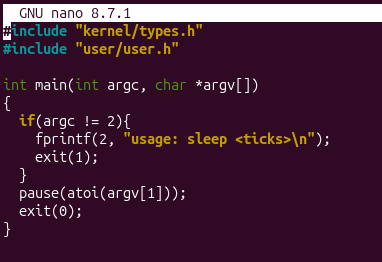 GNU nano 8.7.1
#include "kernel/types.h"
#include "user/user.h"
int main(int argc, char *argv[])
{
  if(argc != 2){
    fprintf(2, "usage: sleep <ticks>\n");
    exit(1);
  }
  pause(atoi(argv[1]));
  exit(0);
}